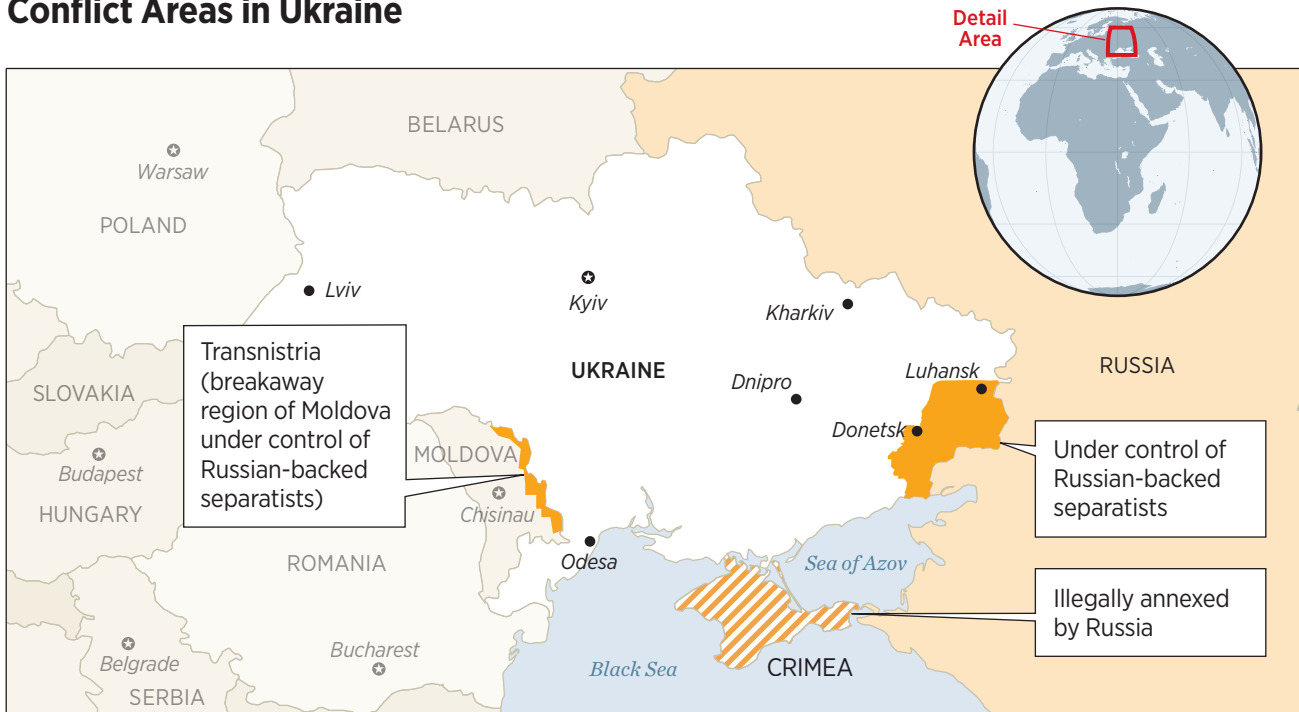 Conflict Areas in Ukraine
Detail
Area
BELARUS
Warsaw
POLAND
Lviv
Kyiv
Kharkiv
Transnistria
(breakaway
region of Moldova
under control of
Russian-backed
separatists)
UKRAINE
Dnipro
Luhansk
RUSSIA
SLOVAKIA
Donetsk
MOLDOVA
Under control of
Russian-backed
separatists
Budapest
HUNGARY
Chisinau
Odesa
ROMANIA
Sea of Azov
Illegally annexed
by Russia
Bucharest
Belgrade
Black Sea
CRIMEA
SERBIA